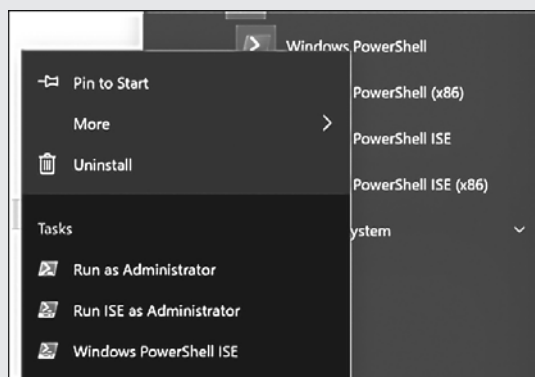 Windows PowerShell
Pin to Start
PowerShell (x86)
More
PowerShell ISE
Uninstall
PowerShell ISE (x86)
Tasks
ystem
Run as Administrator
Run ISE as Administrator
Windows PowerShell ISE